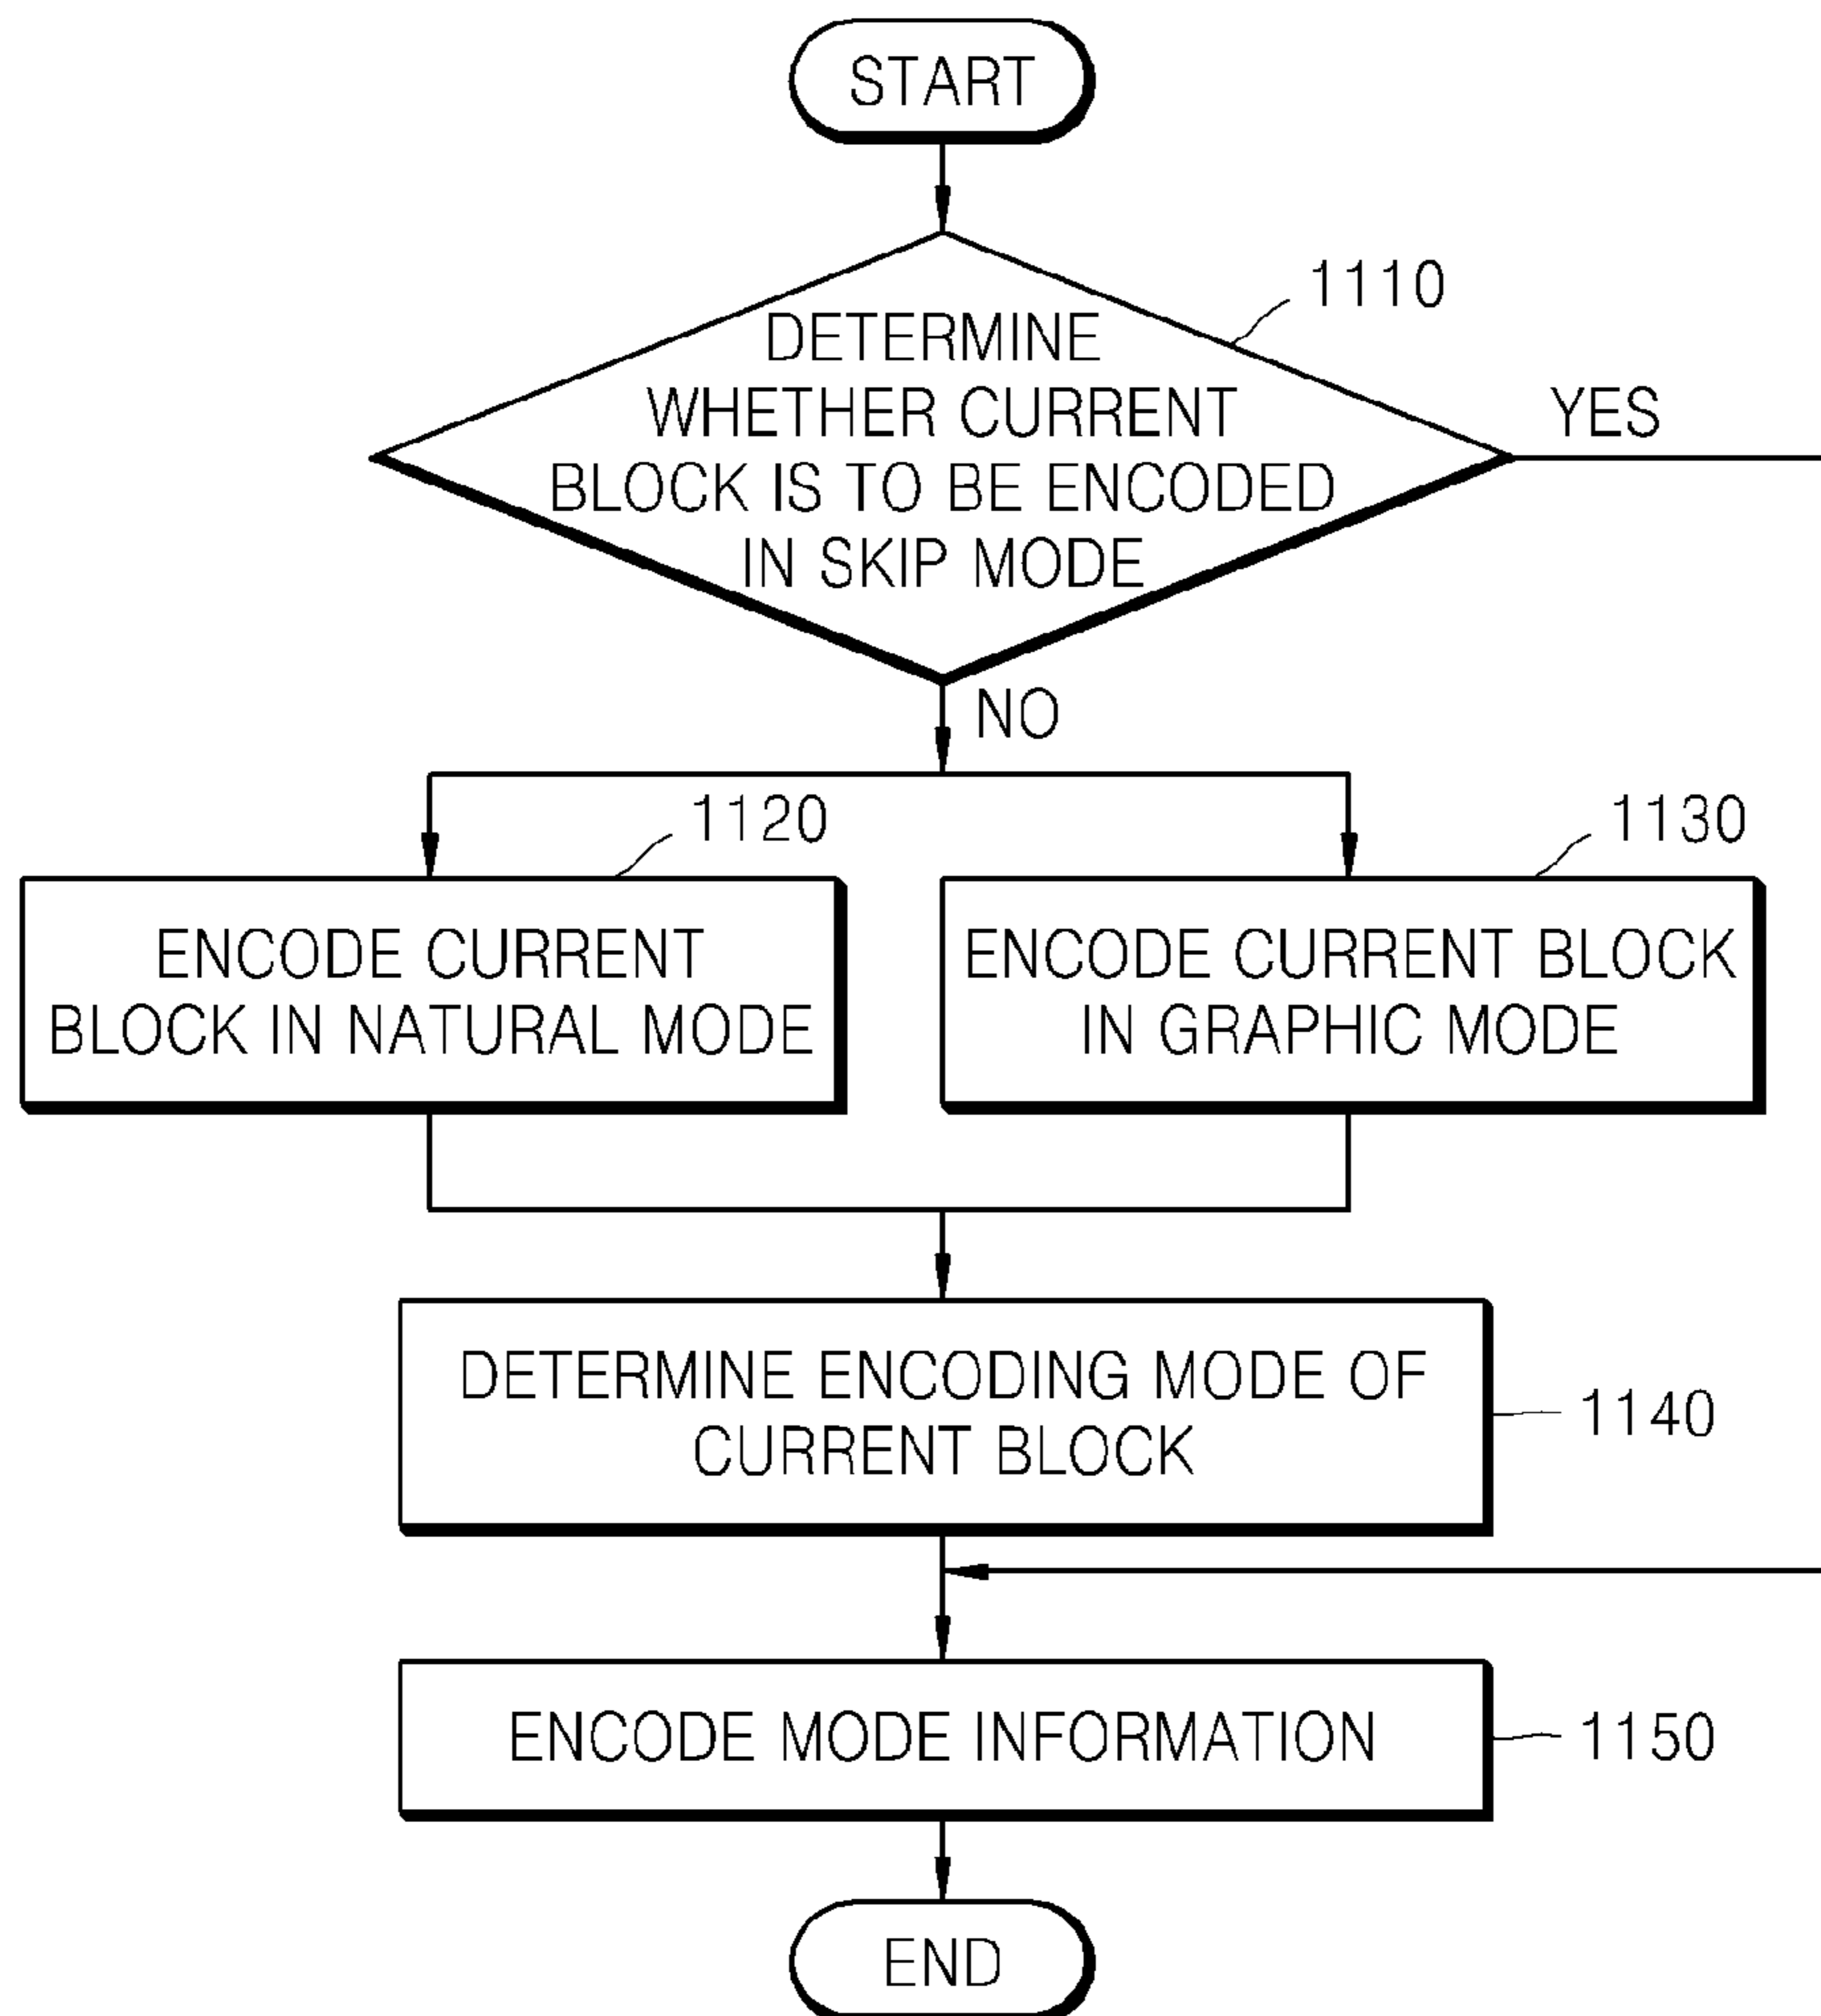 START
1110
DETERMINE
WHETHER CURRENT
BLOCK IS TO BE ENCODED
IN SKIP MODE
YES
NO
1120
1130
ENCODE CURRENT
BLOCK IN NATURAL MODE
ENCODE CURRENT BLOCK
IN GRAPHIC MODE
DETERMINE ENCODING MODE OF
CURRENT BLOCK
1140
ENCODE MODE INFORMATION
1150
END